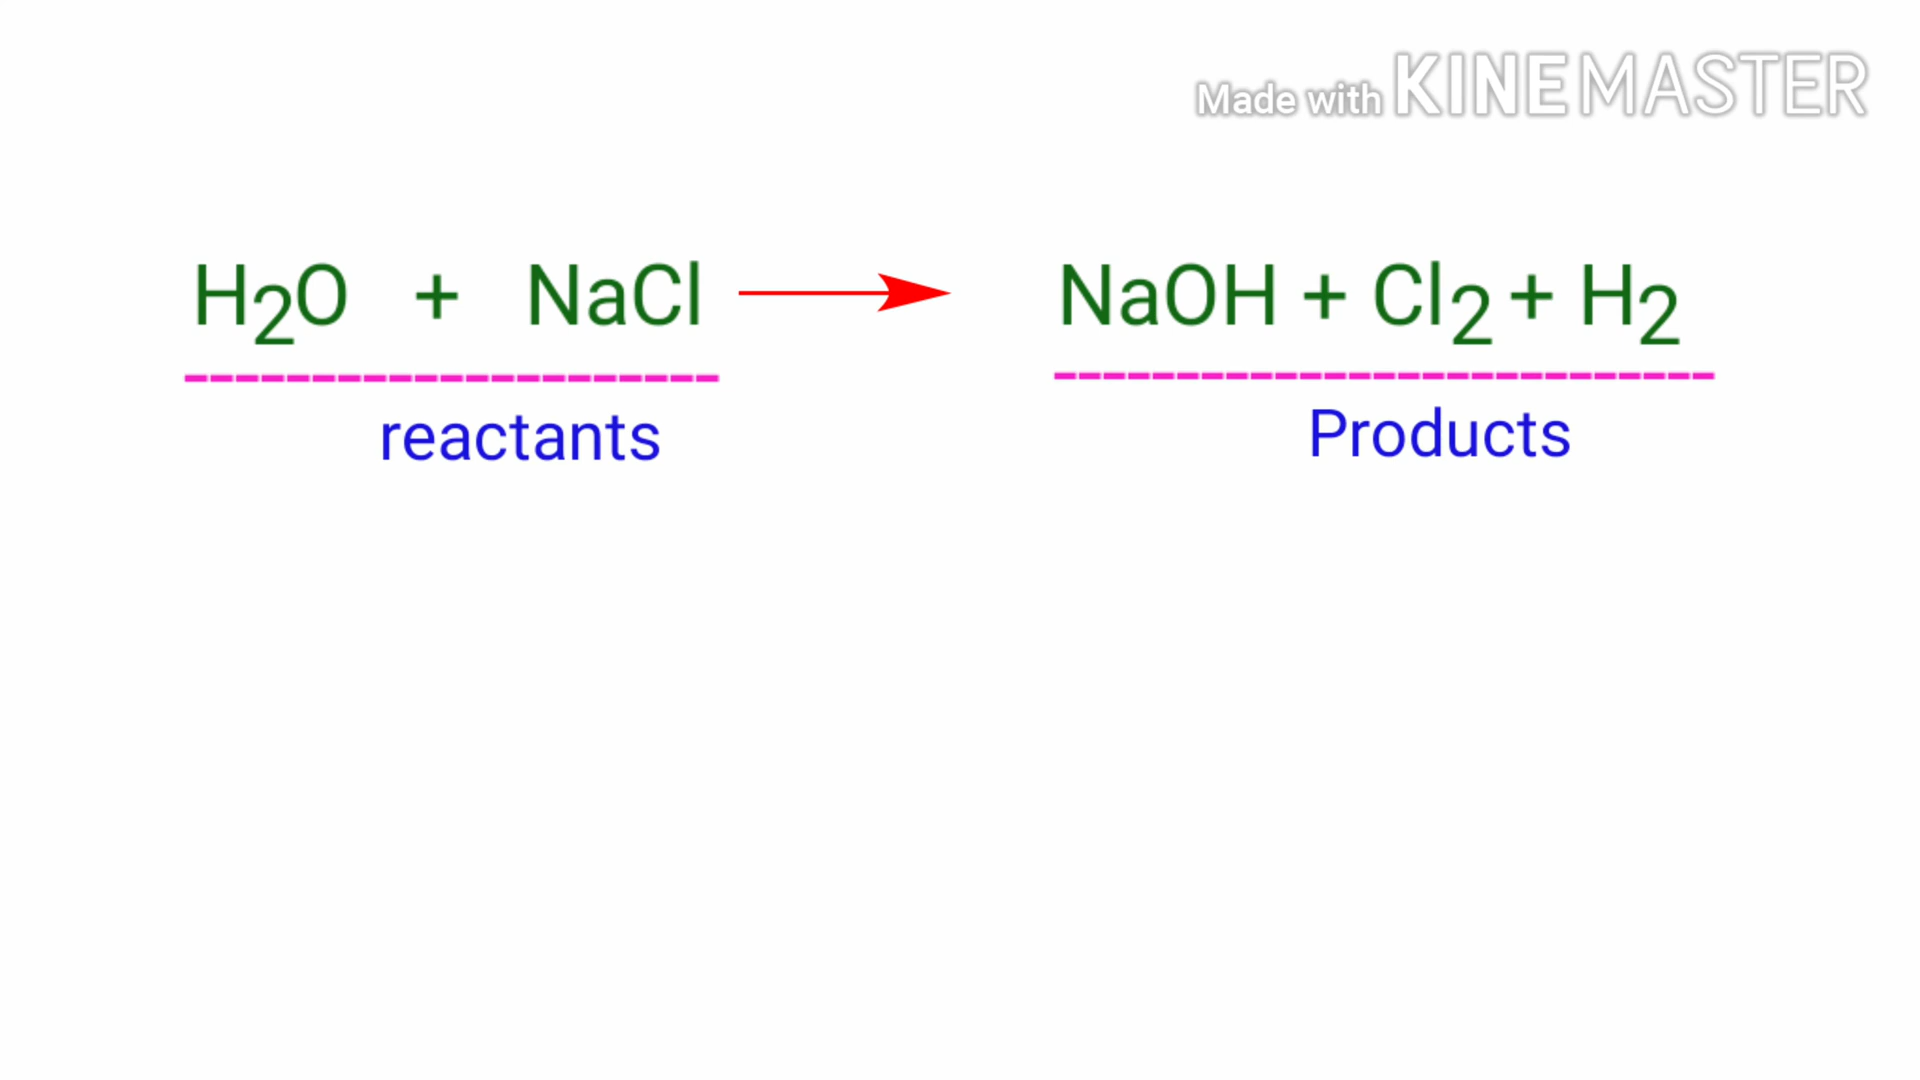 Made with KINEMASTER
H₂O + NaCl → NaOH + Cl₂ + H₂
reactants Products